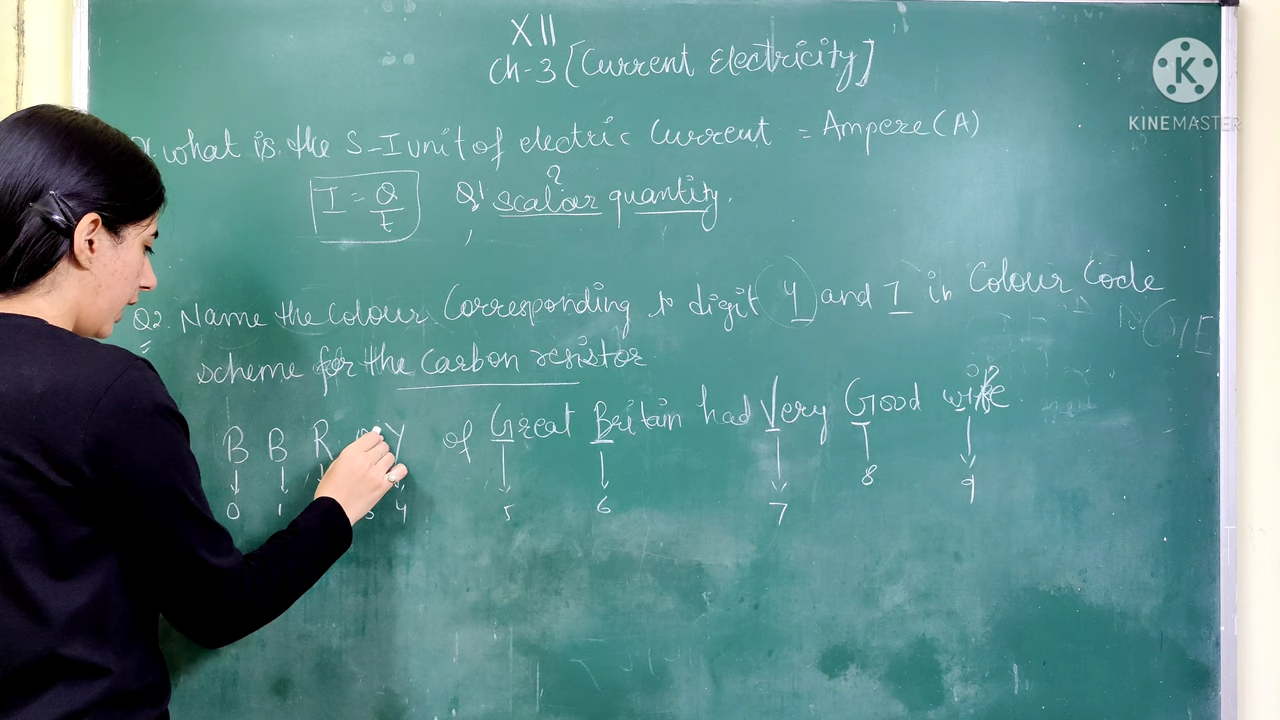 XII
Ch-3 [Current Electricity]
what is the S-I unit of electric Current = Ampere (A)
?
I = Q/t Q' scalar quantity.
Q2. Name the Colour Corresponding to digit 4 and 7 in Colour Code
scheme for the carbon resistor
B B R Y of Great Britain had Very Good wife
0 1 3 4 5 6 7 8 9
K
KINEMASTER